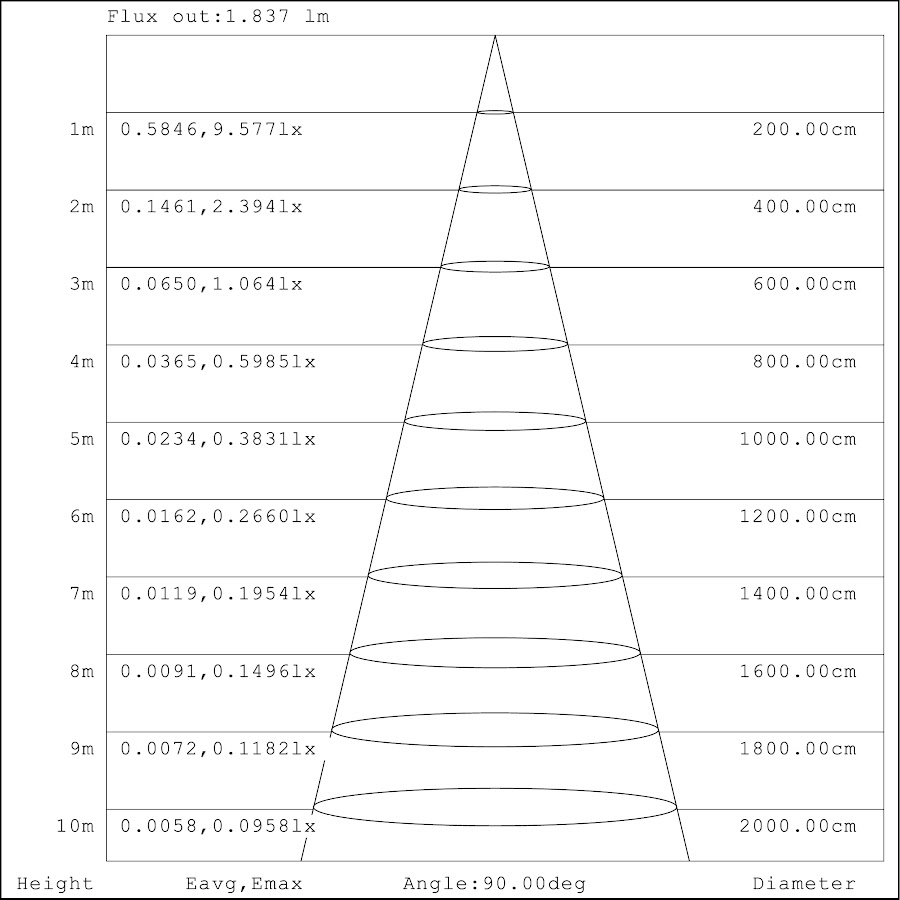 Flux out:1.837 lm
1m 0.5846,9.577lx 200.00cm
2m 0.1461,2.394lx 400.00cm
3m 0.0650,1.064lx 600.00cm
4m 0.0365,0.5985lx 800.00cm
5m 0.0234,0.3831lx 1000.00cm
6m 0.0162,0.2660lx 1200.00cm
7m 0.0119,0.1954lx 1400.00cm
8m 0.0091,0.1496lx 1600.00cm
9m 0.0072,0.1182lx 1800.00cm
10m 0.0058,0.0958lx 2000.00cm
Height Eavg,Emax Angle:90.00deg Diameter